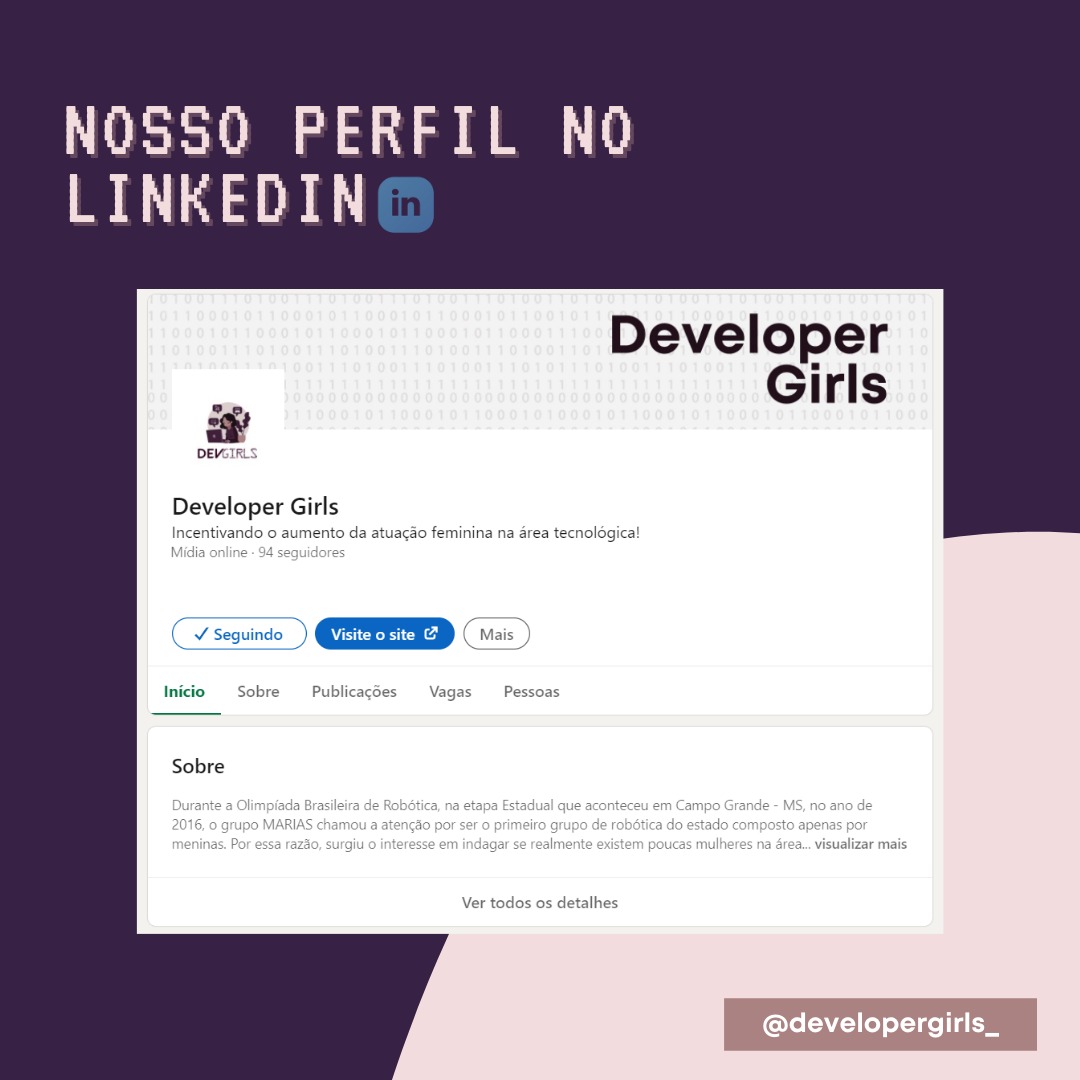 NOSSO PERFIL NO
LINKEDIN in
Developer
Girls
DEVGIRLS
Developer Girls
Incentivando o aumento da atuação feminina na área tecnológica!
Mídia online · 94 seguidores
✓ Seguindo Visite o site Mais
Início Sobre Publicações Vagas Pessoas
Sobre
Durante a Olimpíada Brasileira de Robótica, na etapa Estadual que aconteceu em Campo Grande - MS, no ano de
2016, o grupo MARIAS chamou a atenção por ser o primeiro grupo de robótica do estado composto apenas por
meninas. Por essa razão, surgiu o interesse em indagar se realmente existem poucas mulheres na área... visualizar mais
Ver todos os detalhes
@developergirls_